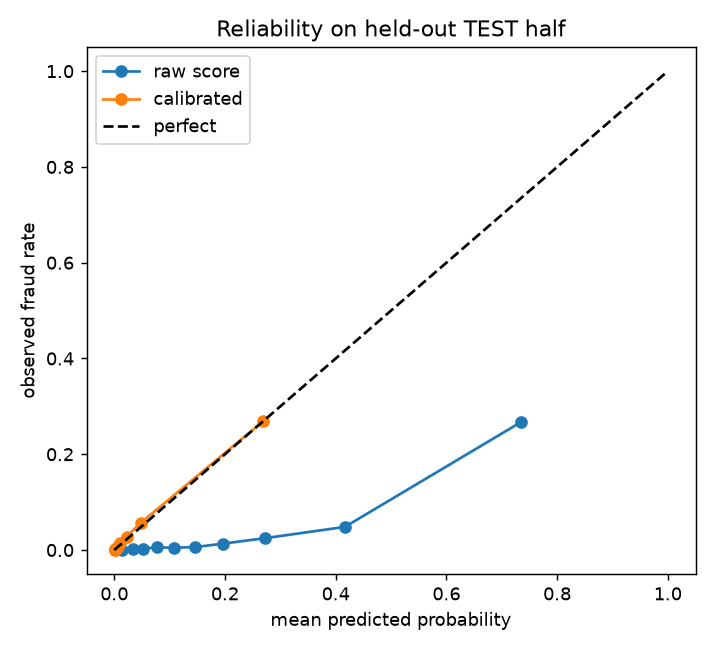 Reliability on held-out TEST half
raw score
calibrated
perfect
observed fraud rate
1.0
0.8
0.6
0.4
0.2
0.0
0.0 0.2 0.4 0.6 0.8 1.0
mean predicted probability